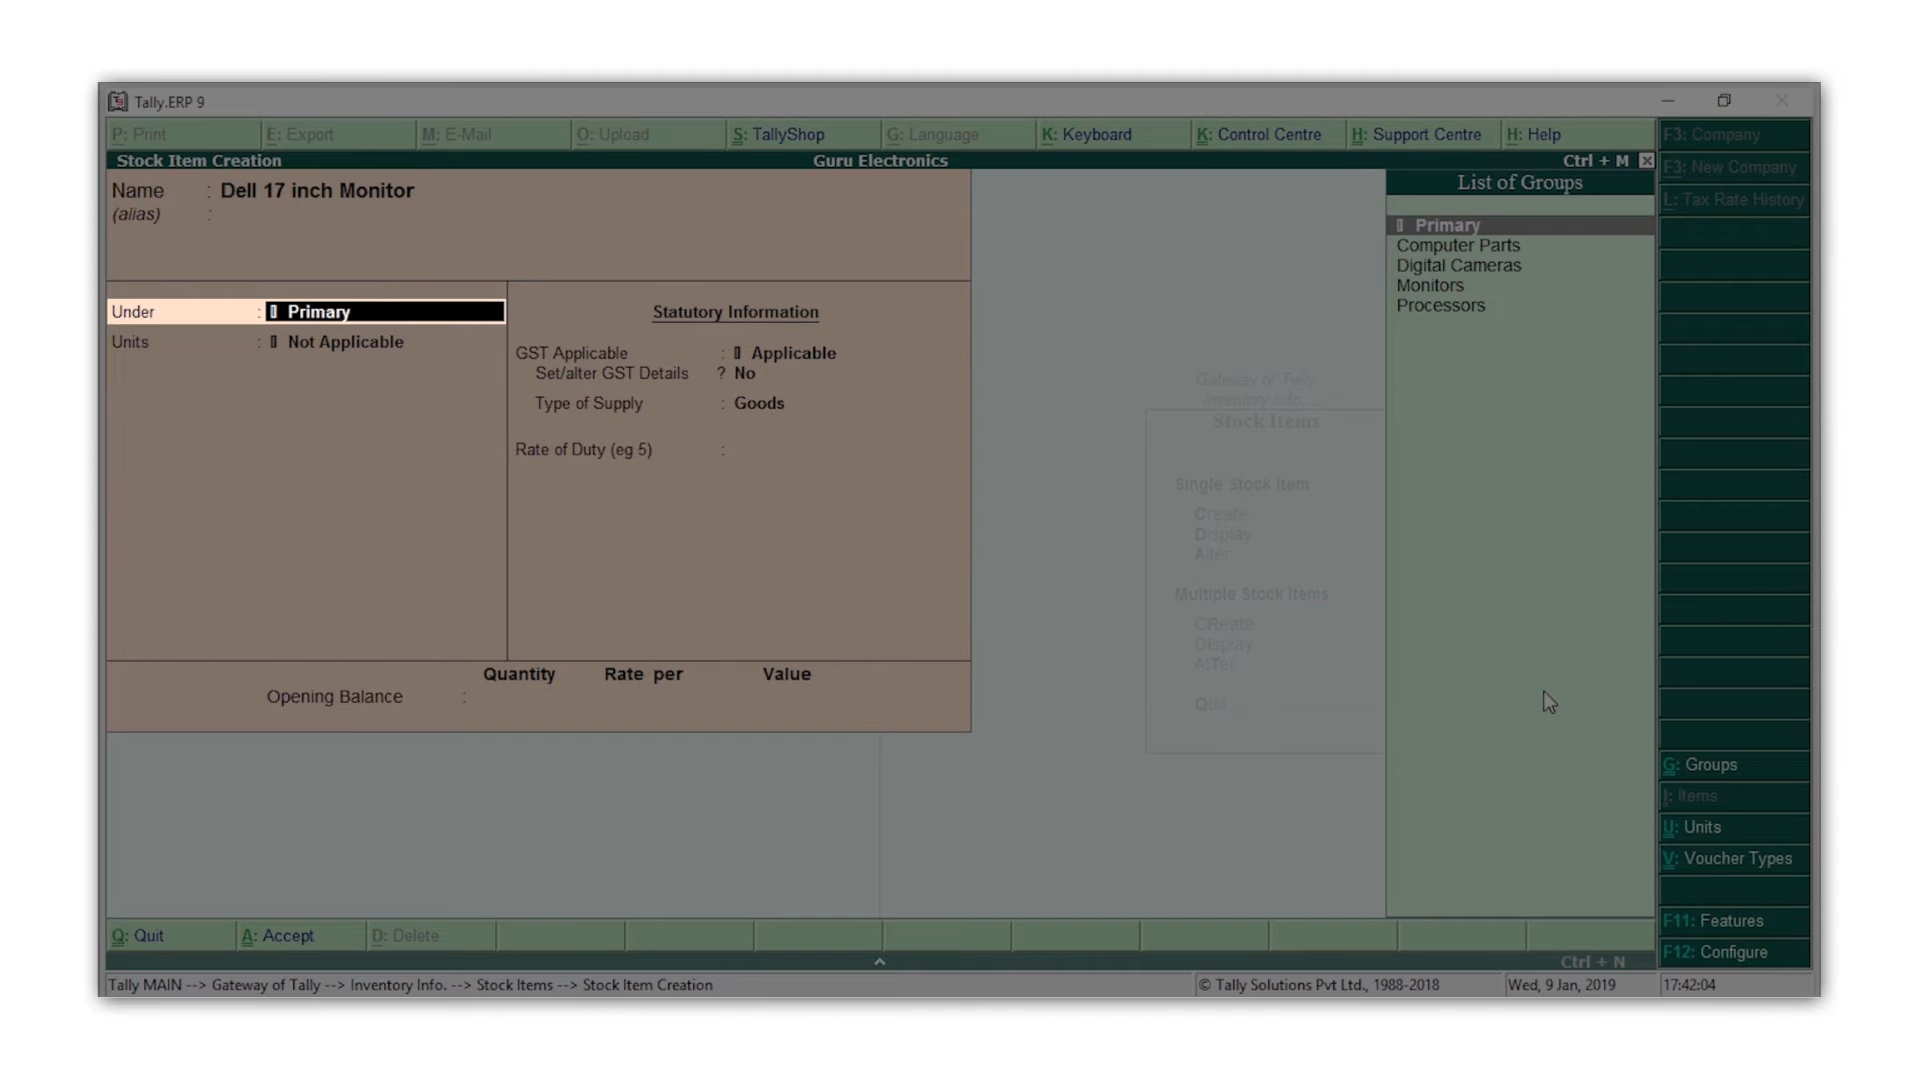 Tally.ERP 9
P: Print E: Export M: E-Mail O: Upload S: TallyShop G: Language K: Keyboard K: Control Centre H: Support Centre H: Help
F3: Company
Stock Item Creation Guru Electronics Ctrl + M
F3: New Company
Name : Dell 17 inch Monitor
(alias) :
List of Groups
L: Tax Rate History
Primary
Computer Parts
Digital Cameras
Monitors
Processors
Under : Primary
Units : Not Applicable
Statutory Information
GST Applicable : Applicable
Set/alter GST Details ? No
Type of Supply : Goods
Rate of Duty (eg 5) :
Gateway of Tally
Inventory Info.
Stock Items
Single Stock Item
Create
Display
Alter
Multiple Stock Items
CReate
DIsplay
AlTer
Quit
Quantity Rate per Value
Opening Balance :
G: Groups
I: Items
U: Units
V: Voucher Types
F11: Features
F12: Configure
Q: Quit A: Accept D: Delete
Ctrl + N
Tally MAIN --> Gateway of Tally --> Inventory Info. --> Stock Items --> Stock Item Creation
© Tally Solutions Pvt Ltd., 1988-2018 Wed, 9 Jan, 2019 17:42:04